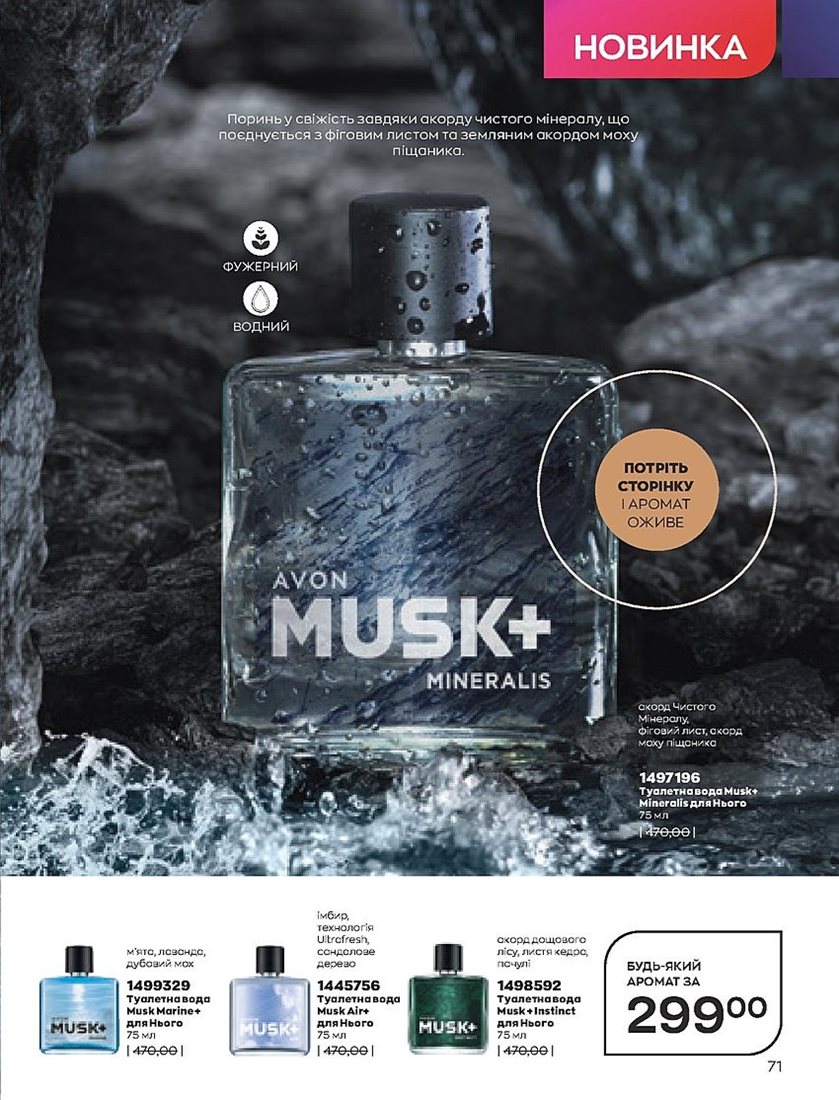 НОВИНКА
Поринь у свіжість завдяки акорду чистого мінералу, що
поєднується з фіговим листом та земляним акордом моху
піщаника.
ФУЖЕРНИЙ
ВОДНИЙ
ПОТРІТЬ
СТОРІНКУ
І АРОМАТ
ОЖИВЕ
AVON
MUSK+
MINERALIS
акорд Чистого
Мінералу,
фіговий лист, акорд
моху піщаника
1497196
Туалетна вода Musk+
Mineralis для Нього
75 мл
| 470,00 |
м'ята, лаванда,
дубовий мох
1499329
Туалетна вода
Musk Marine+
для Нього
75 мл
| 470,00 |
MUSK+
імбир,
технологія
Ultrafresh,
сандалове
дерево
1445756
Туалетна вода
Musk Air+
для Нього
75 мл
| 470,00 |
MUSK+
акорд дощового
лісу, листя кедра,
пачулі
1498592
Туалетна вода
Musk + Instinct
для Нього
75 мл
| 470,00 |
MUSK+
БУДЬ-ЯКИЙ
АРОМАТ ЗА
29900
71